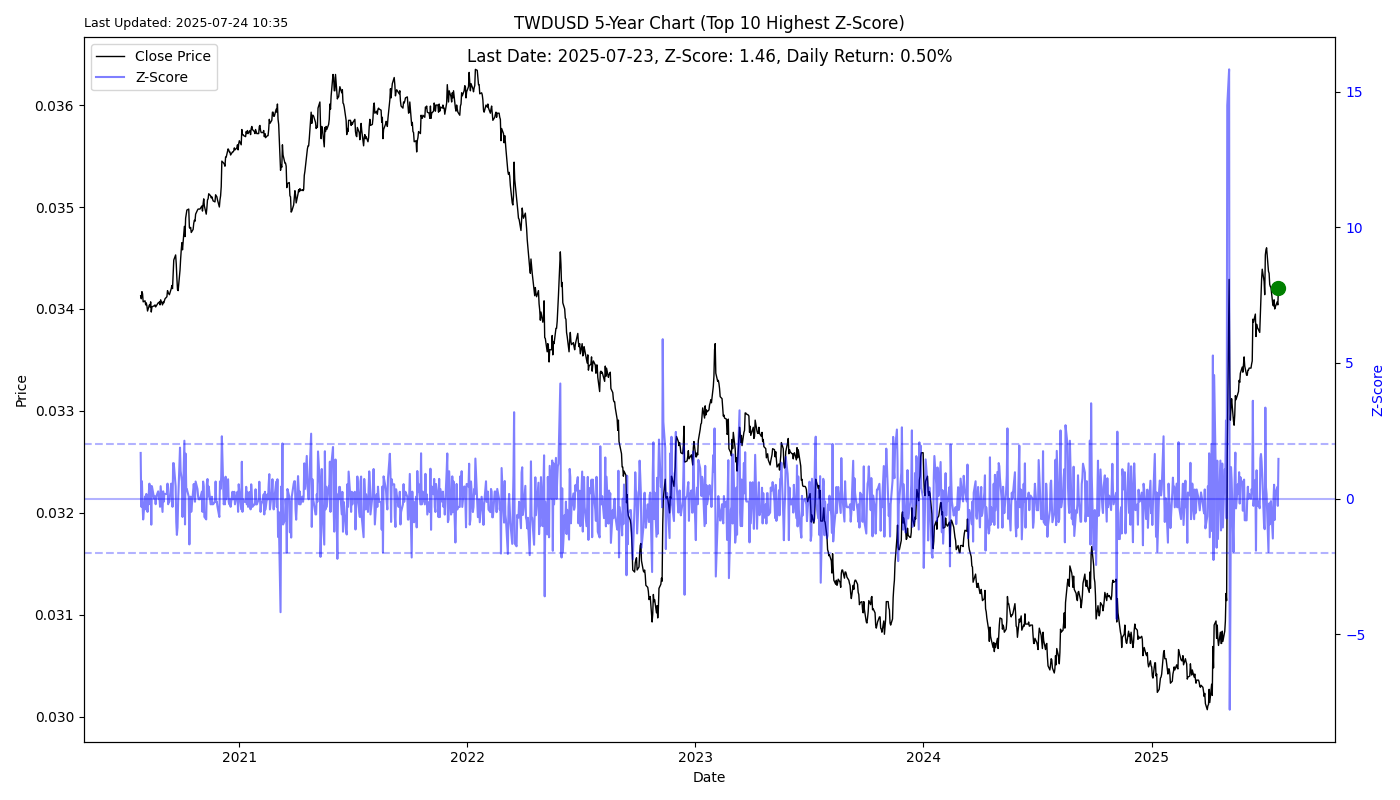 Last Updated: 2025-07-24 10:35
TWDUSD 5-Year Chart (Top 10 Highest Z-Score)
Last Date: 2025-07-23, Z-Score: 1.46, Daily Return: 0.50%
Close Price
Z-Score
0.036
0.035
0.034
0.033
0.032
0.031
0.030
Price
15
10
5
0
−5
Z-Score
2021
2022
2023
2024
2025
Date